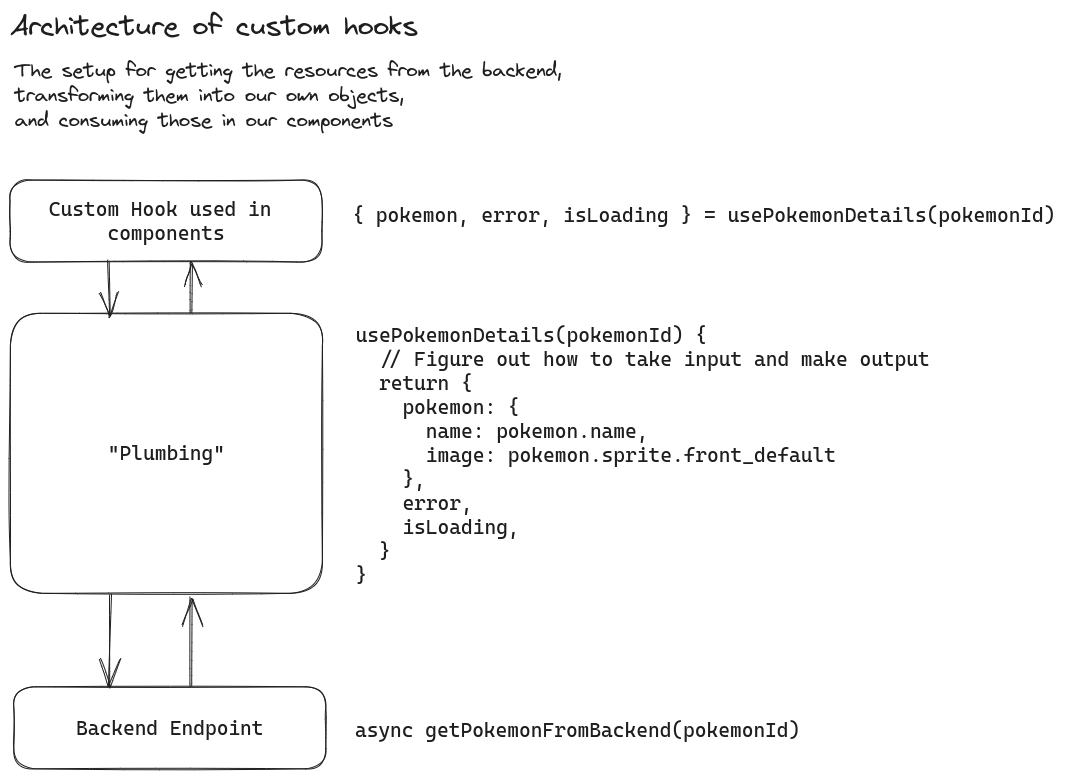 Architecture of custom hooks
The setup for getting the resources from the backend,
transforming them into our own objects,
and consuming those in our components
Custom Hook used in
components
{ pokemon, error, isLoading } = usePokemonDetails(pokemonId)
"Plumbing"
usePokemonDetails(pokemonId) {
  // Figure out how to take input and make output
  return {
    pokemon: {
      name: pokemon.name,
      image: pokemon.sprite.front_default
    },
    error,
    isLoading,
  }
}
Backend Endpoint
async getPokemonFromBackend(pokemonId)